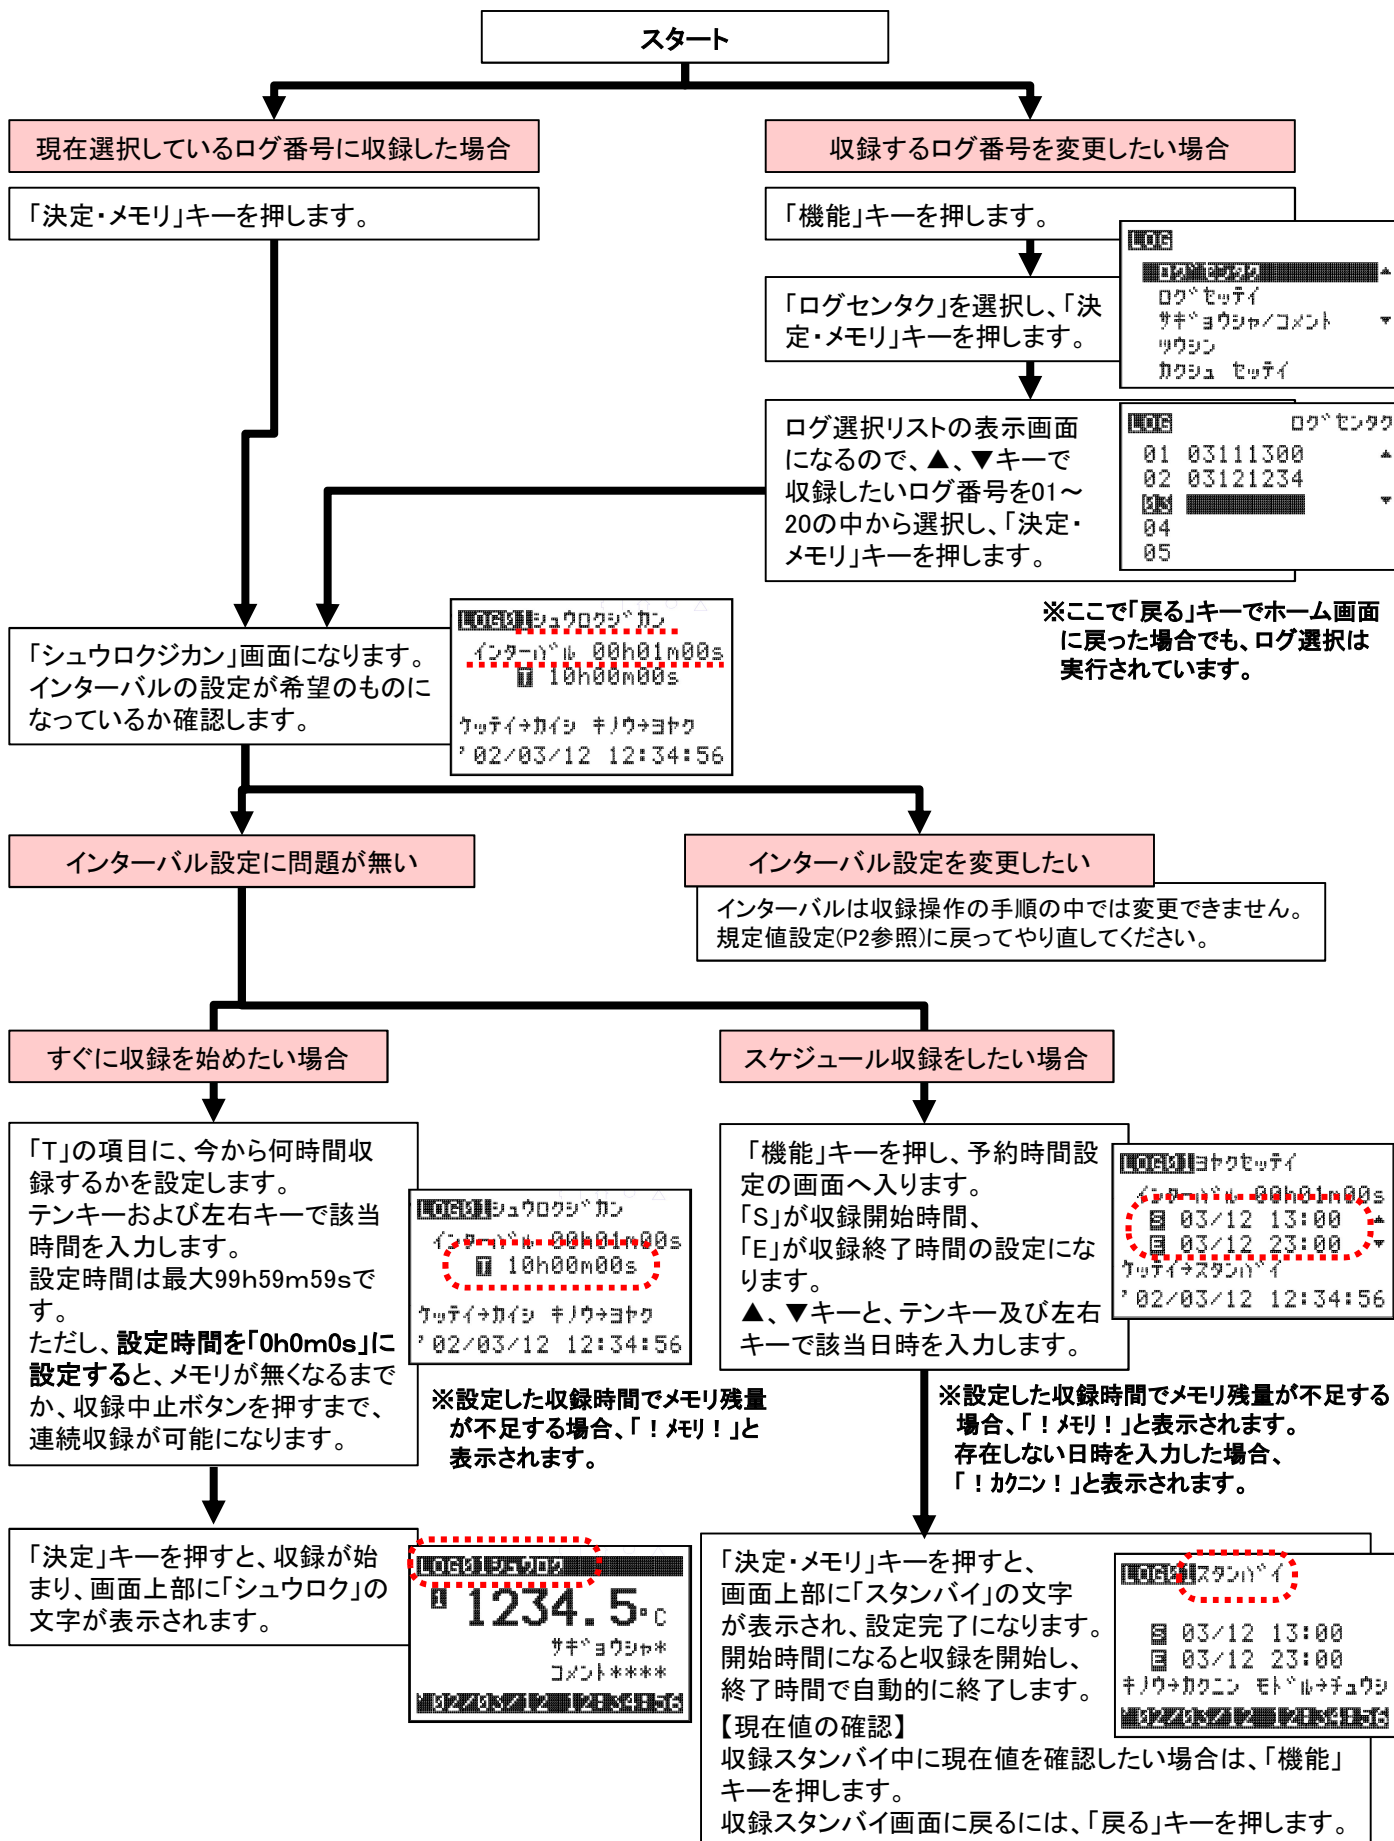 スタート
現在選択しているログ番号に収録した場合
収録するログ番号を変更したい場合
「決定・メモリ」キーを押します。
「機能」キーを押します。
LOG
ログセンタク
ログセッテイ
サギョウシャ/コメント
ツウシン
カクシュ セッテイ
「ログセンタク」を選択し、「決
定・メモリ」キーを押します。
ログ選択リストの表示画面
になるので、▲、▼キーで
収録したいログ番号を01～
20の中から選択し、「決定・
メモリ」キーを押します。
LOG ログセンタク
01 03111300
02 03121234
03
04
05
※ここで「戻る」キーでホーム画面
に戻った場合でも、ログ選択は
実行されています。
「シュウロクジカン」画面になります。
インターバルの設定が希望のものに
なっているか確認します。
LOG01シュウロクジカン
インターバル 00h01m00s
T 10h00m00s
ケッテイ→カイシ キノウ→ヨヤク
'02/03/12 12:34:56
インターバル設定に問題が無い
インターバル設定を変更したい
インターバルは収録操作の手順の中では変更できません。
規定値設定(P2参照)に戻ってやり直してください。
すぐに収録を始めたい場合
スケジュール収録をしたい場合
「T」の項目に、今から何時間収
録するかを設定します。
テンキーおよび左右キーで該当
時間を入力します。
設定時間は最大99h59m59sで
す。
ただし、設定時間を「0h0m0s」に
設定すると、メモリが無くなるまで
か、収録中止ボタンを押すまで、
連続収録が可能になります。
LOG01シュウロクジカン
インターバル 00h01m00s
T 10h00m00s
ケッテイ→カイシ キノウ→ヨヤク
'02/03/12 12:34:56
※設定した収録時間でメモリ残量
が不足する場合、「！メモリ！」と
表示されます。
「機能」キーを押し、予約時間設
定の画面へ入ります。
「S」が収録開始時間、
「E」が収録終了時間の設定にな
ります。
▲、▼キーと、テンキー及び左右
キーで該当日時を入力します。
LOG01ヨヤクセッテイ
インターバル 00h01m00s
S 03/12 13:00
E 03/12 23:00
ケッテイ→スタンバイ
'02/03/12 12:34:56
※設定した収録時間でメモリ残量が不足する
場合、「！メモリ！」と表示されます。
存在しない日時を入力した場合、
「！カクニン！」と表示されます。
「決定」キーを押すと、収録が始
まり、画面上部に「シュウロク」の
文字が表示されます。
LOG01シュウロク
1 1234.5℃
サギョウシャ*
コメント****
'02/03/12 12:34:56
「決定・メモリ」キーを押すと、
画面上部に「スタンバイ」の文字
が表示され、設定完了になります。
開始時間になると収録を開始し、
終了時間で自動的に終了します。
【現在値の確認】
収録スタンバイ中に現在値を確認したい場合は、「機能」
キーを押します。
収録スタンバイ画面に戻るには、「戻る」キーを押します。
LOG01スタンバイ
S 03/12 13:00
E 03/12 23:00
キノウ→カクニン モドル→チュウシ
'02/03/12 12:34:56